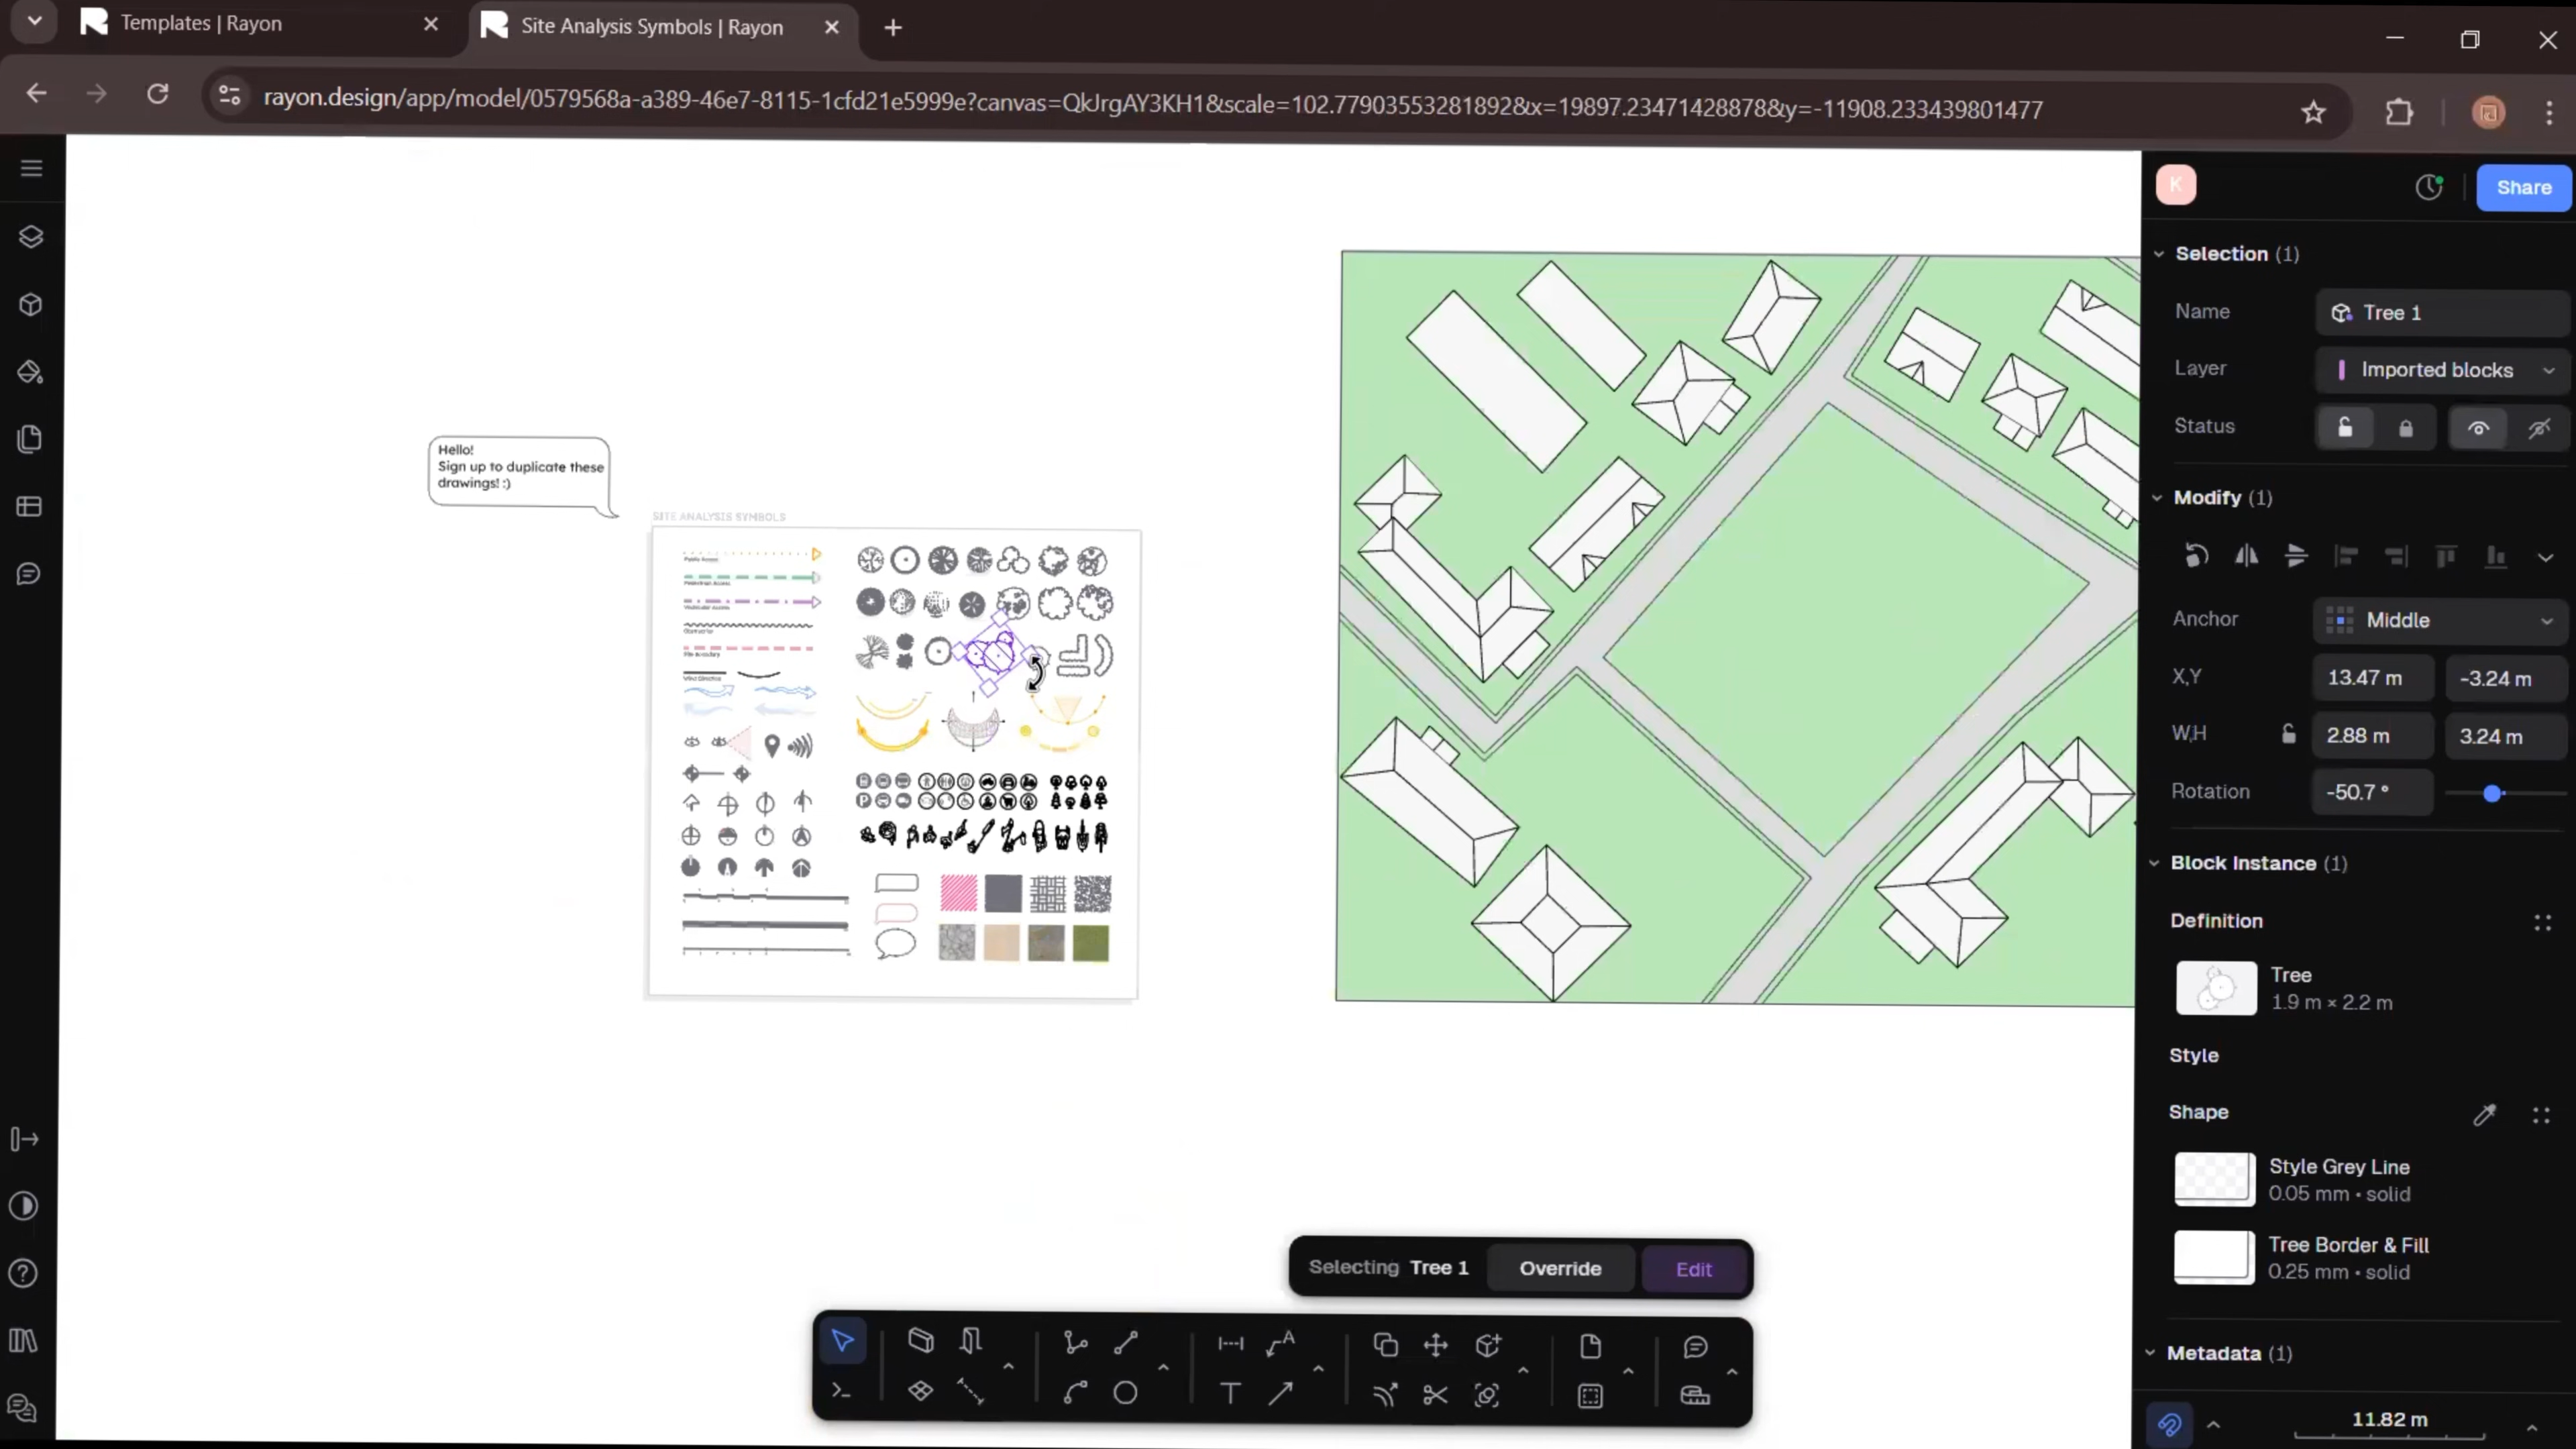 Templates | Rayon
Site Analysis Symbols | Rayon
rayon.design/app/model/0579568a-a389-46e7-8115-1cfd21e5999e?canvas=QkJrgAY3KH1&scale=102.77903553281892&x=19897.23471428878&y=-11908.233439801477
K
Share
Selection (1)
Name
Tree 1
Layer
Imported blocks
Status
Modify (1)
Anchor
Middle
X,Y
13.47 m
-3.24 m
W,H
2.88 m
3.24 m
Rotation
-50.7 °
Block Instance (1)
Definition
Tree
1.9 m × 2.2 m
Style
Shape
Style Grey Line
0.05 mm • solid
Tree Border & Fill
0.25 mm • solid
Metadata (1)
11.82 m
Hello!
Sign up to duplicate these
drawings! :)
SITE ANALYSIS SYMBOLS
Selecting Tree 1
Override
Edit